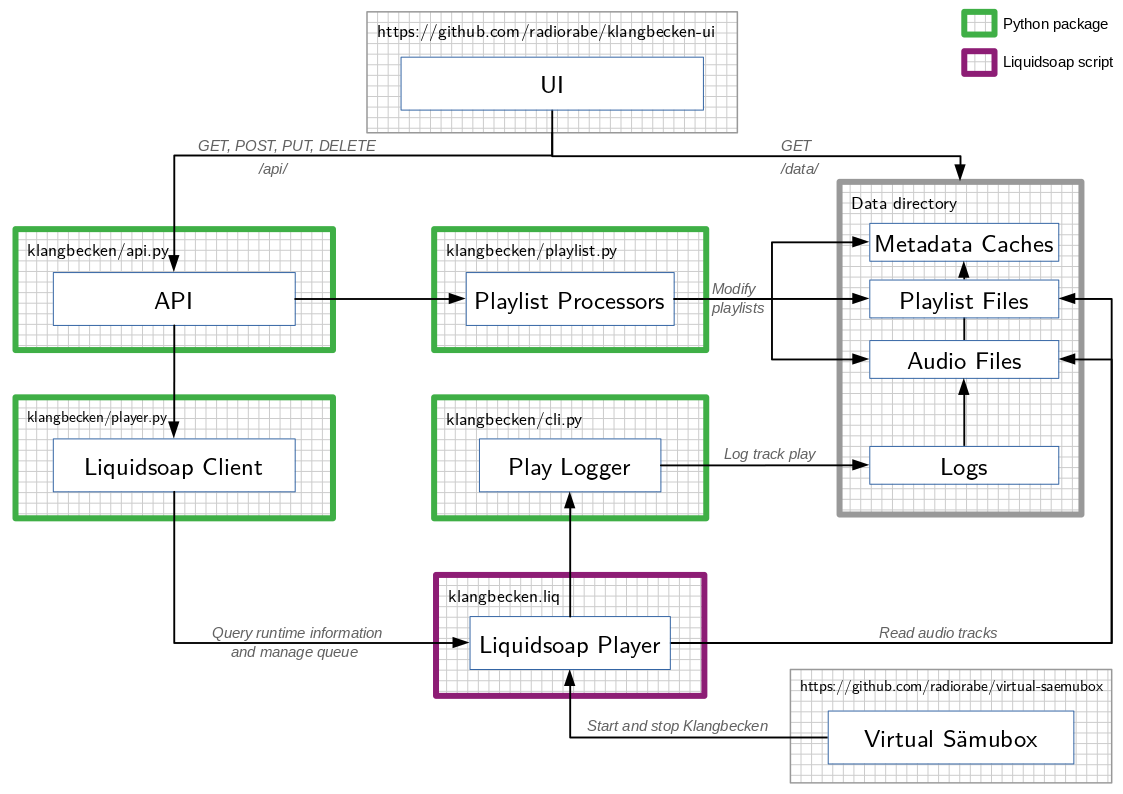 Python package
Liquidsoap script
https://github.com/radiorabe/klangbecken-ui
UI
GET, POST, PUT, DELETE
/api/
GET
/data/
klangbecken/api.py
API
klangbecken/playlist.py
Playlist Processors
Modify
playlists
Data directory
Metadata Caches
Playlist Files
Audio Files
Logs
klangbecken/player.py
Liquidsoap Client
klangbecken/cli.py
Play Logger
Log track play
klangbecken.liq
Liquidsoap Player
Query runtime information
and manage queue
Read audio tracks
Start and stop Klangbecken
https://github.com/radiorabe/virtual-saemubox
Virtual Sämubox